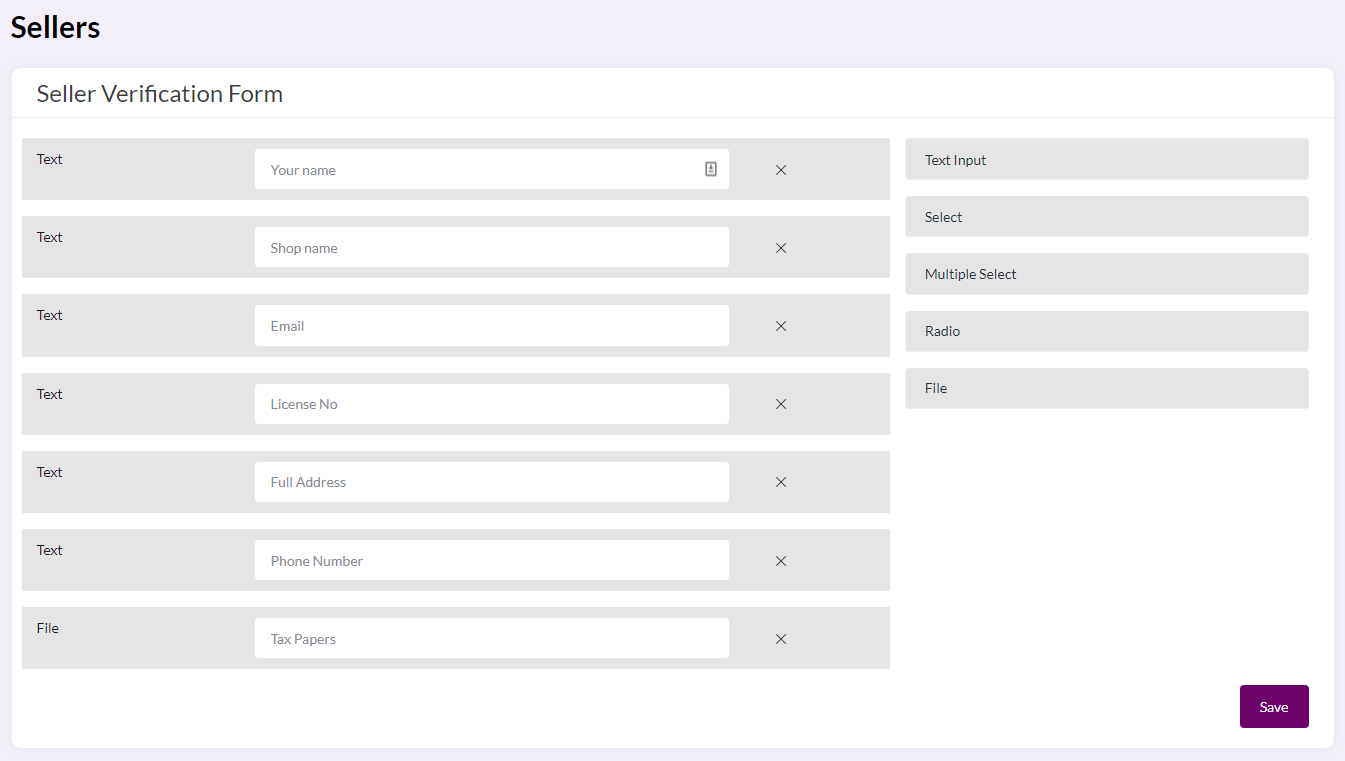 Sellers
Seller Verification Form
Text
Your name
Text
Shop name
Text
Email
Text
License No
Text
Full Address
Text
Phone Number
File
Tax Papers
Text Input
Select
Multiple Select
Radio
File
Save